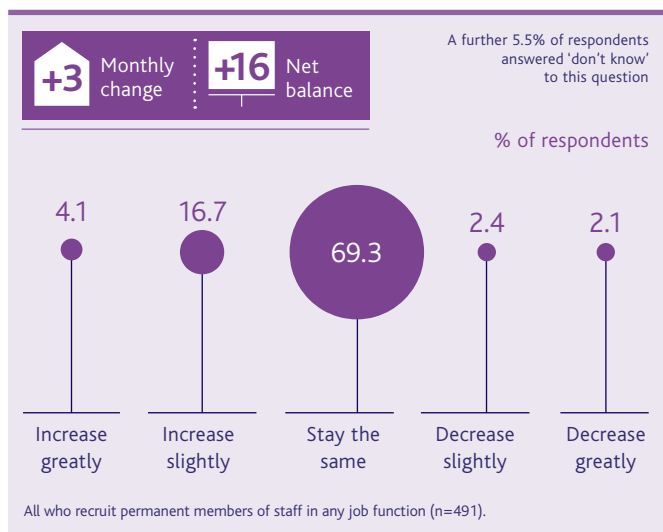 +3
Monthly
change
+16
Net
balance
A further 5.5% of respondents
answered ‘don’t know’
to this question
% of respondents
4.1
16.7
69.3
2.4
2.1
Increase
greatly
Increase
slightly
Stay the
same
Decrease
slightly
Decrease
greatly
All who recruit permanent members of staff in any job function (n=491).